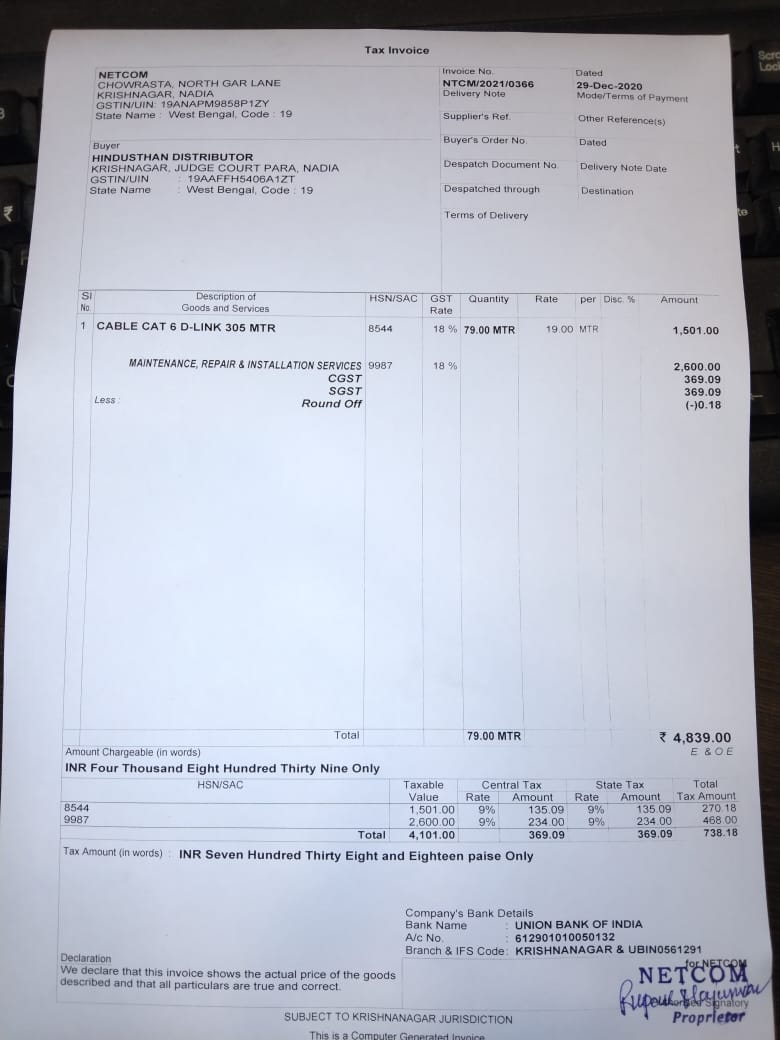 Tax Invoice
NETCOM
CHOWRASTA, NORTH GAR LANE
KRISHNAGAR, NADIA
GSTIN/UIN: 19ANAPM9858P1ZY
State Name : West Bengal, Code : 19
Invoice No.
NTCM/2021/0366
Dated
29-Dec-2020
Delivery Note
Mode/Terms of Payment
Supplier's Ref.
Other Reference(s)
Buyer
HINDUSTHAN DISTRIBUTOR
KRISHNAGAR, JUDGE COURT PARA, NADIA
GSTIN/UIN : 19AAFFH5406A1ZT
State Name : West Bengal, Code : 19
Buyer's Order No.
Dated
Despatch Document No.
Delivery Note Date
Despatched through
Destination
Terms of Delivery
Sl No. Description of Goods and Services HSN/SAC GST Rate Quantity Rate per Disc. % Amount
1 CABLE CAT 6 D-LINK 305 MTR 8544 18 % 79.00 MTR 19.00 MTR 1,501.00
MAINTENANCE, REPAIR & INSTALLATION SERVICES 9987 18 % 2,600.00
CGST 369.09
SGST 369.09
Less : Round Off (-)0.18
Total 79.00 MTR ₹ 4,839.00
Amount Chargeable (in words) E & O E
INR Four Thousand Eight Hundred Thirty Nine Only
HSN/SAC Taxable Central Tax State Tax Total
Value Rate Amount Rate Amount Tax Amount
8544 1,501.00 9% 135.09 9% 135.09 270.18
9987 2,600.00 9% 234.00 9% 234.00 468.00
Total 4,101.00 369.09 369.09 738.18
Tax Amount (in words) : INR Seven Hundred Thirty Eight and Eighteen paise Only
Company's Bank Details
Bank Name : UNION BANK OF INDIA
A/c No. : 612901010050132
Branch & IFS Code : KRISHNANAGAR & UBIN0561291
Declaration
We declare that this invoice shows the actual price of the goods
described and that all particulars are true and correct.
for NETCOM
NETCOM
Signatory
Proprietor
SUBJECT TO KRISHNANAGAR JURISDICTION
This is a Computer Generated Invoice